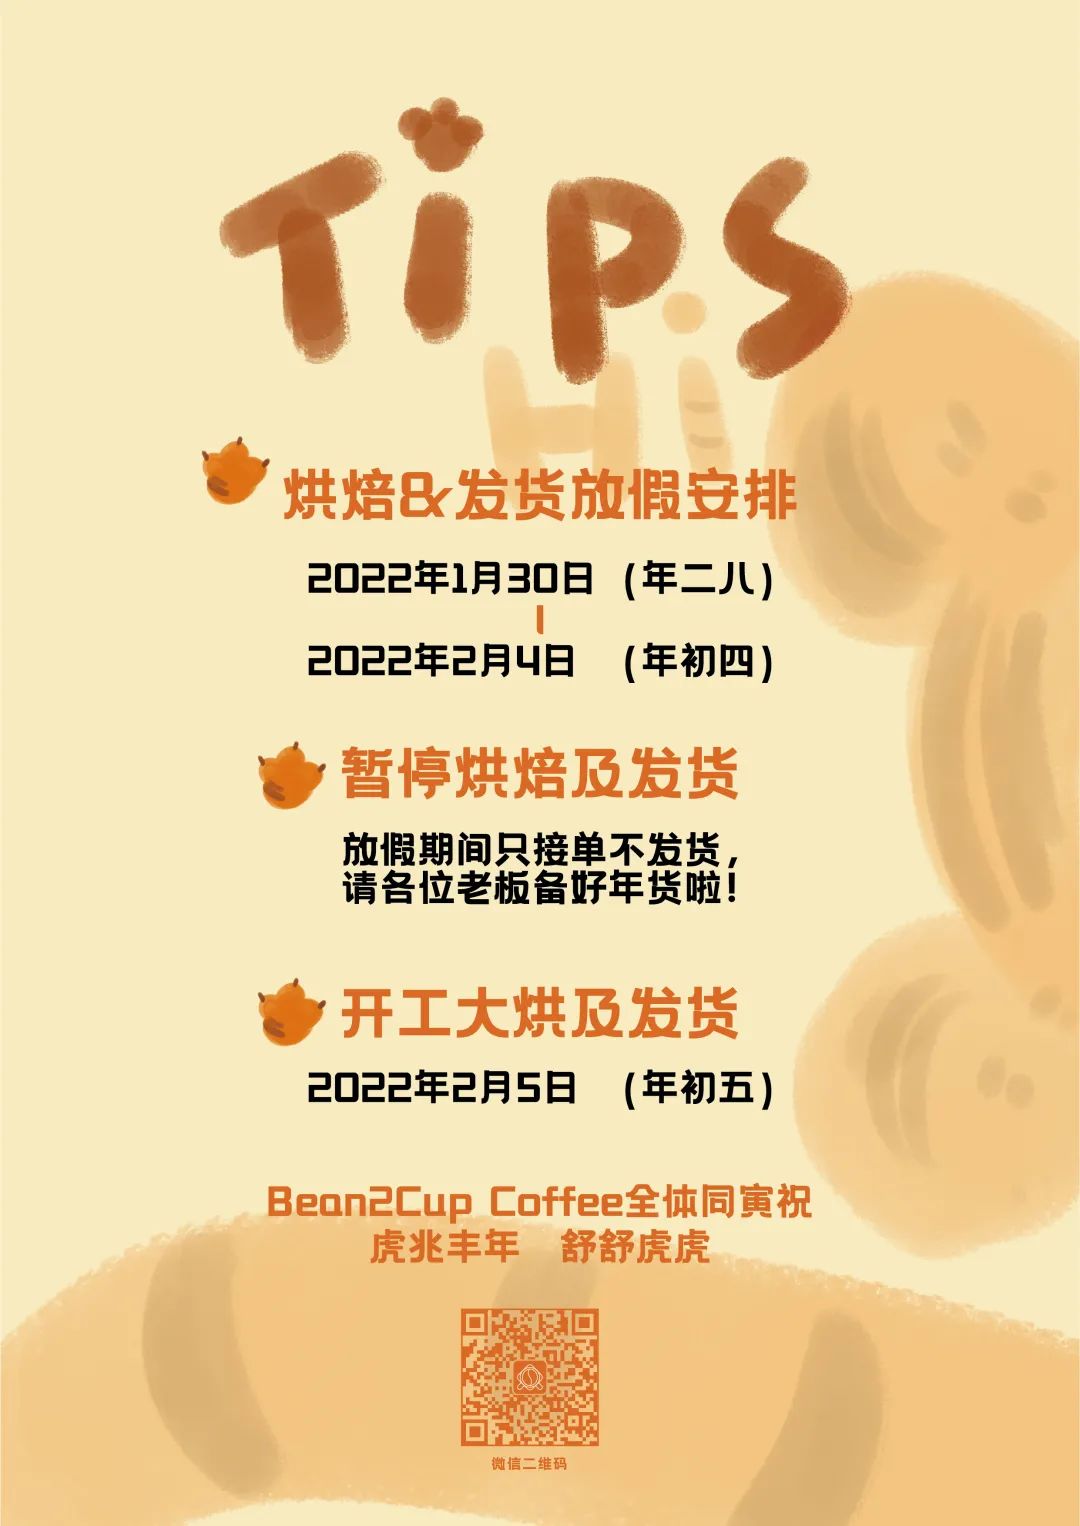 Tips
Hi
烘焙&发货放假安排
2022年1月30日（年二八）
|
2022年2月4日 （年初四）
暂停烘焙及发货
放假期间只接单不发货，
请各位老板备好年货啦！
开工大烘及发货
2022年2月5日 （年初五）
Bean2Cup Coffee全体同寅祝
虎兆丰年 舒舒虎虎
微信二维码